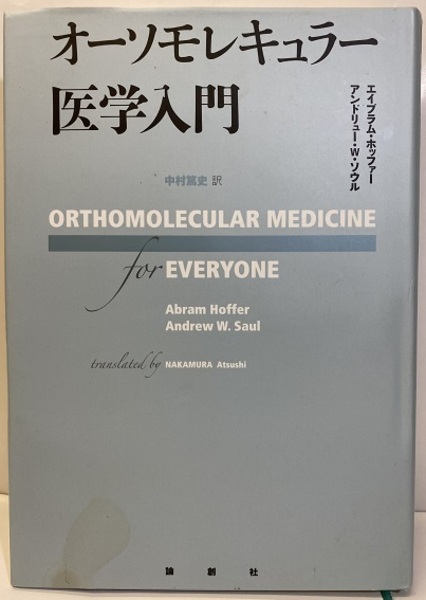 オーソモレキュラー
医学入門
エイブラム・ホッファー
アンドリュー・W・ソウル
中村篤史 訳
ORTHOMOLECULAR MEDICINE
for EVERYONE
Abram Hoffer
Andrew W. Saul
translated by NAKAMURA Atsushi
論創社